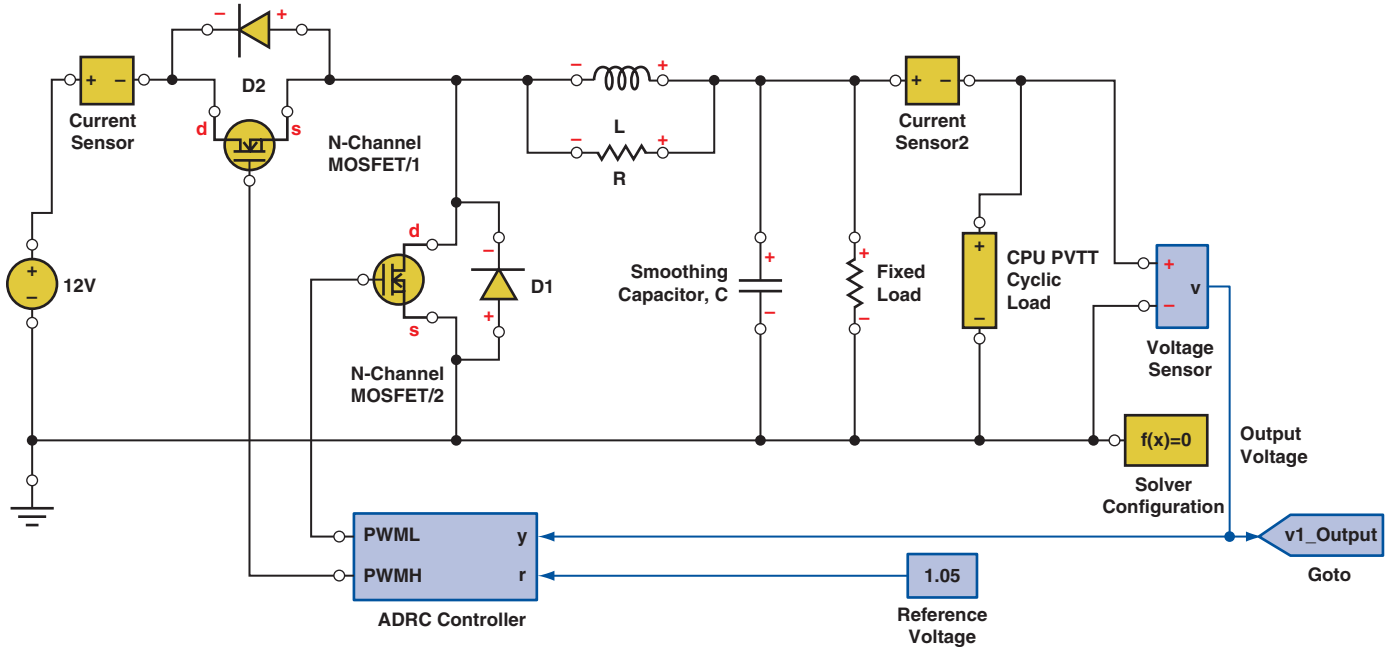 − +
D2
+ −
Current
Sensor
d s
N-Channel
MOSFET/1
− +
L
− +
R
+ −
Current
Sensor2
+
−
12V
d
s
−
+
D1
N-Channel
MOSFET/2
Smoothing
Capacitor, C
+
−
+
−
Fixed
Load
+
−
CPU PVTT
Cyclic
Load
+
−
v
Voltage
Sensor
f(x)=0
Solver
Configuration
Output
Voltage
PWML y
PWMH r
ADRC Controller
1.05
Reference
Voltage
v1_Output
Goto